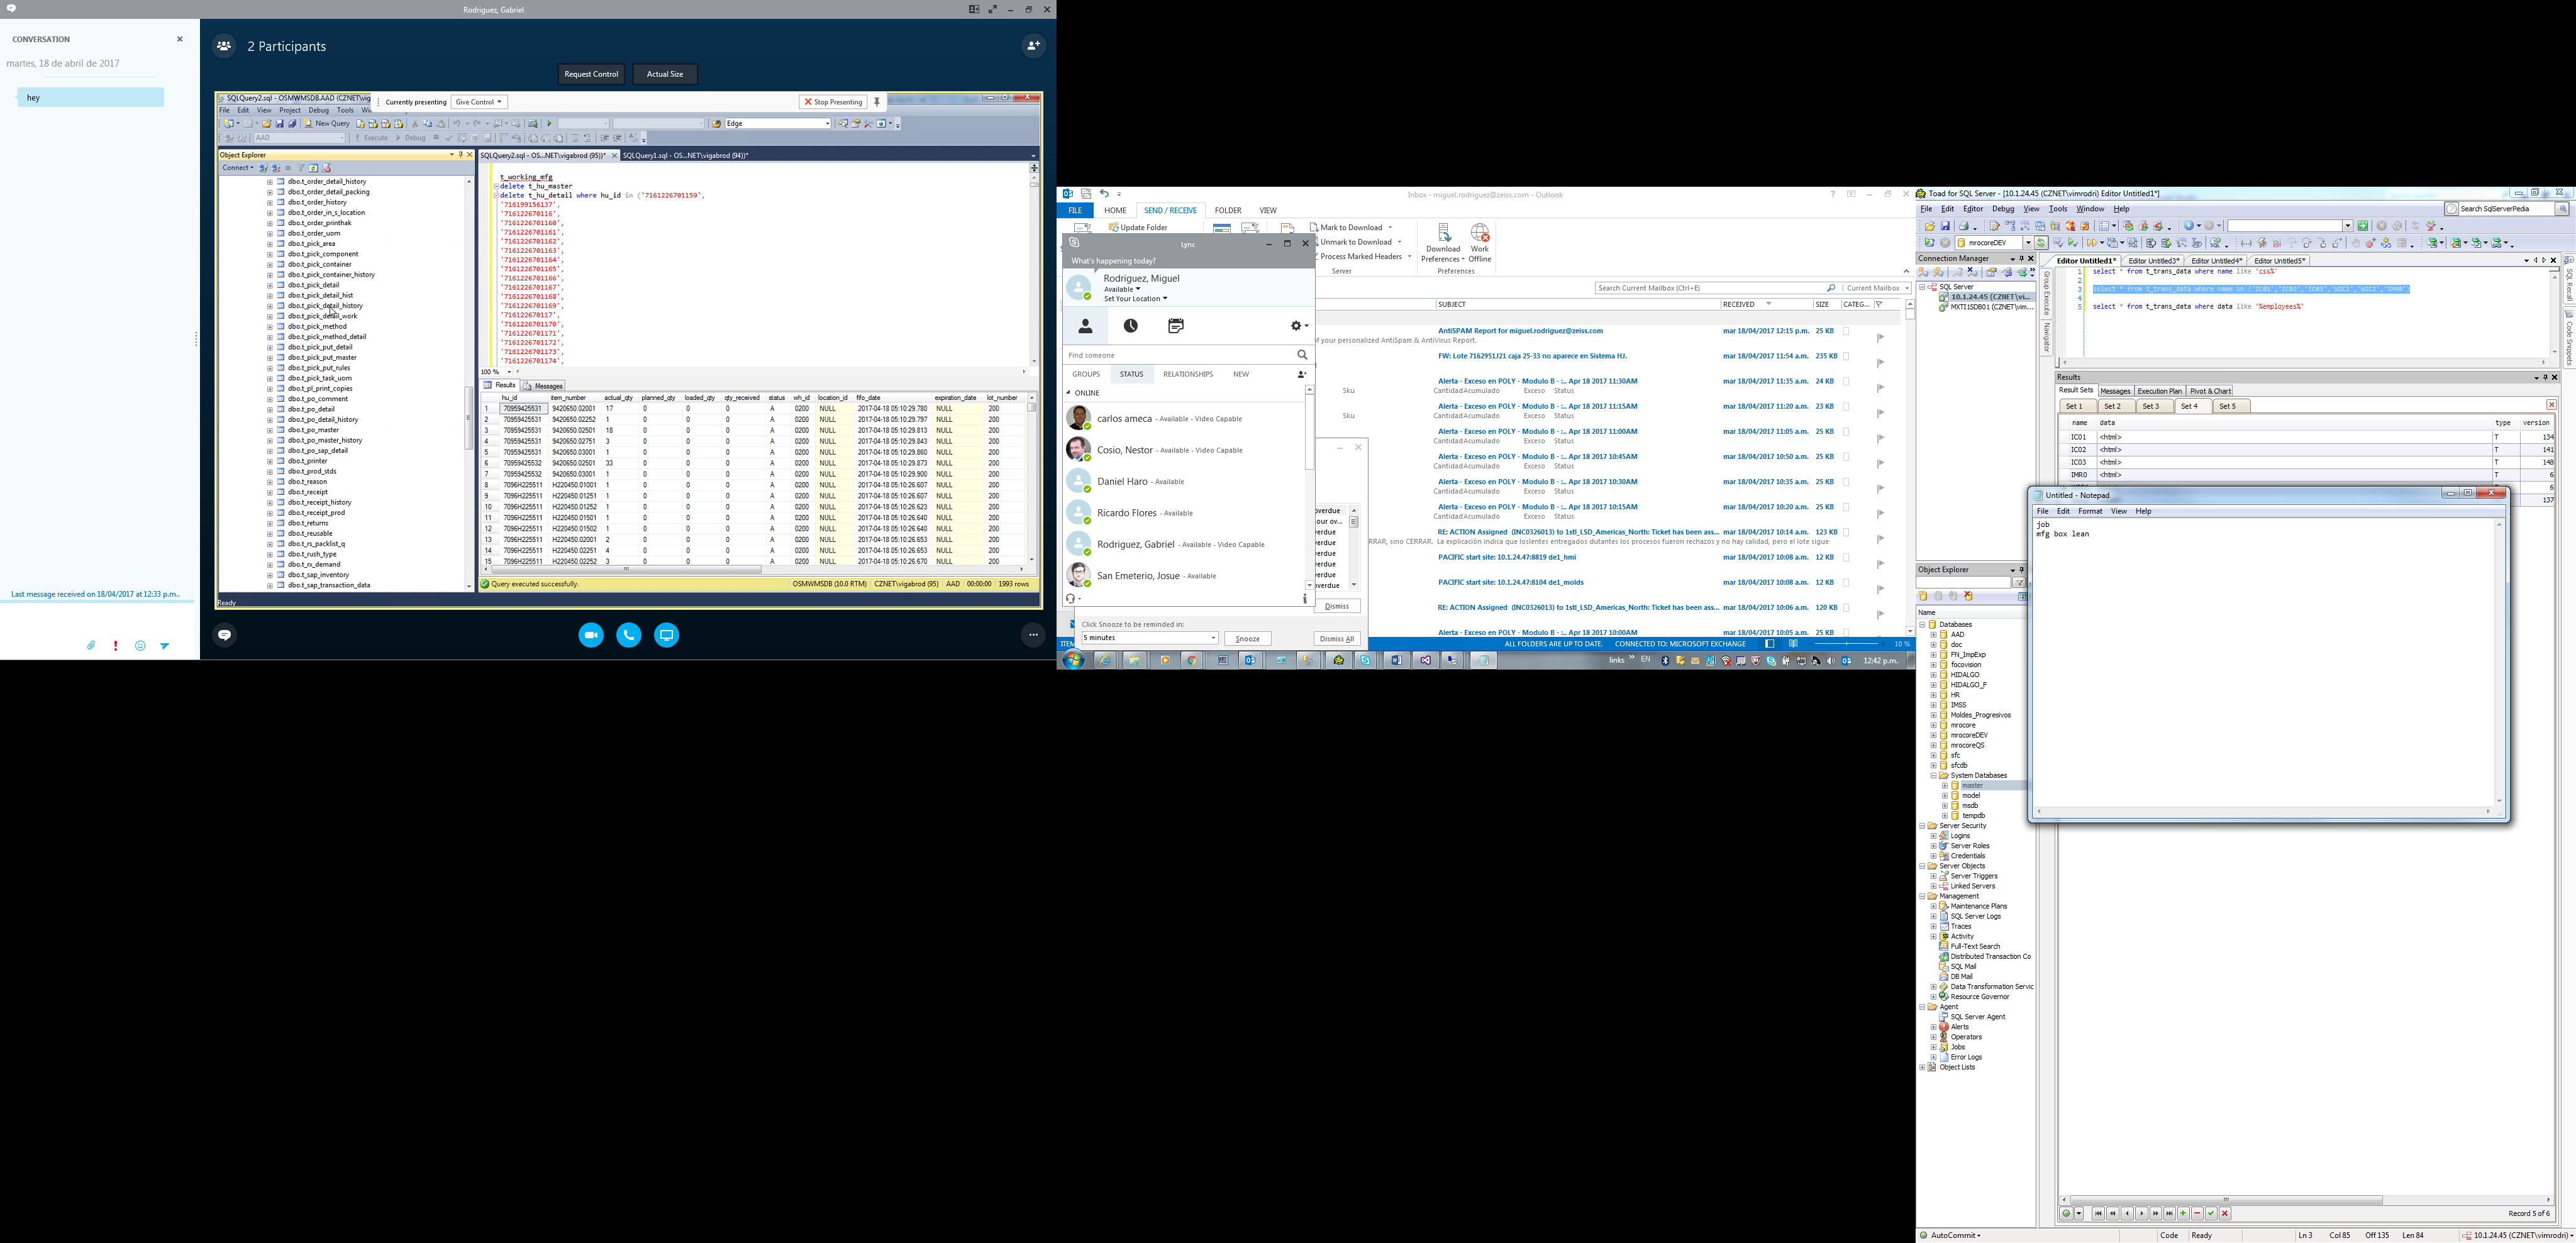 Rodriguez, Gabriel
CONVERSATION
martes, 18 de abril de 2017
hey
Last message received on 18/04/2017 at 12:33 p.m..
2 Participants
Request Control
Actual Size
SQLQuery2.sql - OSMWMSDB.AAD (CZNET\vig
Currently presenting
Give Control
Stop Presenting
File Edit View Project Debug Tools
New Query
Edge
AAD
Execute
Debug
Object Explorer
Connect
dbo.t_order_detail_history
dbo.t_order_detail_packing
dbo.t_order_history
dbo.t_order_in_s_location
dbo.t_order_printhak
dbo.t_order_uom
dbo.t_pick_area
dbo.t_pick_component
dbo.t_pick_container
dbo.t_pick_container_history
dbo.t_pick_detail
dbo.t_pick_detail_hist
dbo.t_pick_detail_history
dbo.t_pick_detail_work
dbo.t_pick_method
dbo.t_pick_method_detail
dbo.t_pick_put_detail
dbo.t_pick_put_master
dbo.t_pick_put_rules
dbo.t_pick_task_uom
dbo.t_pl_print_copies
dbo.t_po_comment
dbo.t_po_detail
dbo.t_po_detail_history
dbo.t_po_master
dbo.t_po_master_history
dbo.t_po_sap_detail
dbo.t_printer
dbo.t_prod_stds
dbo.t_reason
dbo.t_receipt
dbo.t_receipt_history
dbo.t_receipt_prod
dbo.t_returns
dbo.t_reusable
dbo.t_rs_packlist_q
dbo.t_rush_type
dbo.t_rx_demand
dbo.t_sap_inventory
dbo.t_sap_transaction_data
Ready
SQLQuery2.sql - OS...NET\vigabrod (95))*
SQLQuery1.sql - OS...NET\vigabrod (94))*
t_working_mfg
delete t_hu_master
delete t_hu_detail where hu_id in ('7161226701159',
'716199156137',
'716122670116',
'7161226701160',
'7161226701161',
'7161226701162',
'7161226701163',
'7161226701164',
'7161226701165',
'7161226701166',
'7161226701167',
'7161226701168',
'7161226701169',
'716122670117',
'7161226701170',
'7161226701171',
'7161226701172',
'7161226701173',
'7161226701174',
100 %
Results
Messages
hu_id item_number actual_qty planned_qty loaded_qty qty_received status wh_id location_id fifo_date expiration_date lot_number
1 70959425531 9420650.02001 17 0 0 0 A 0200 NULL 2017-04-18 05:10:29.780 NULL 200
2 70959425531 9420650.02252 1 0 0 0 A 0200 NULL 2017-04-18 05:10:29.797 NULL 200
3 70959425531 9420650.02501 18 0 0 0 A 0200 NULL 2017-04-18 05:10:29.813 NULL 200
4 70959425531 9420650.02751 3 0 0 0 A 0200 NULL 2017-04-18 05:10:29.843 NULL 200
5 70959425531 9420650.03001 1 0 0 0 A 0200 NULL 2017-04-18 05:10:29.860 NULL 200
6 70959425532 9420650.02501 33 0 0 0 A 0200 NULL 2017-04-18 05:10:29.873 NULL 200
7 70959425532 9420650.03001 1 0 0 0 A 0200 NULL 2017-04-18 05:10:29.900 NULL 200
8 7096H225511 H220450.01001 1 0 0 0 A 0200 NULL 2017-04-18 05:10:26.607 NULL 200
9 7096H225511 H220450.01251 1 0 0 0 A 0200 NULL 2017-04-18 05:10:26.607 NULL 200
10 7096H225511 H220450.01252 1 0 0 0 A 0200 NULL 2017-04-18 05:10:26.623 NULL 200
11 7096H225511 H220450.01501 1 0 0 0 A 0200 NULL 2017-04-18 05:10:26.640 NULL 200
12 7096H225511 H220450.01502 1 0 0 0 A 0200 NULL 2017-04-18 05:10:26.640 NULL 200
13 7096H225511 H220450.02001 2 0 0 0 A 0200 NULL 2017-04-18 05:10:26.653 NULL 200
14 7096H225511 H220450.02251 4 0 0 0 A 0200 NULL 2017-04-18 05:10:26.653 NULL 200
15 7096H225511 H220450.02252 3 0 0 0 A 0200 NULL 2017-04-18 05:10:26.653 NULL 200
Query executed successfully.
OSMWMSDB (10.0 RTM) CZNET\vigabrod (95) AAD 00:00:00 1993 rows
Inbox - miguel.rodriguez@zeiss.com - Outlook
FILE HOME SEND / RECEIVE FOLDER VIEW
Update Folder
Mark to Download
Unmark to Download
Process Marked Headers
Server
Download Preferences
Work Offline
Preferences
Search Current Mailbox (Ctrl+E)
Current Mailbox
SUBJECT RECEIVED SIZE CATEG...
AntiSPAM Report for miguel.rodriguez@zeiss.com mar 18/04/2017 12:15 p.m. 25 KB
of your personalized AntiSpam & AntiVirus Report.
FW: Lote 7162951J21 caja 25-33 no aparece en Sistema HJ. mar 18/04/2017 11:54 a.m. 235 KB
Alerta - Exceso en POLY - Modulo B - :.. Apr 18 2017 11:30AM mar 18/04/2017 11:35 a.m. 24 KB
Sku CantidadAcumulado Exceso Status
Alerta - Exceso en POLY - Modulo B - :.. Apr 18 2017 11:15AM mar 18/04/2017 11:20 a.m. 23 KB
Sku CantidadAcumulado Exceso Status
Alerta - Exceso en POLY - Modulo B - :.. Apr 18 2017 11:00AM mar 18/04/2017 11:05 a.m. 25 KB
CantidadAcumulado Exceso Status
Alerta - Exceso en POLY - Modulo B - :.. Apr 18 2017 10:45AM mar 18/04/2017 10:50 a.m. 25 KB
CantidadAcumulado Exceso Status
Alerta - Exceso en POLY - Modulo B - :.. Apr 18 2017 10:30AM mar 18/04/2017 10:35 a.m. 25 KB
CantidadAcumulado Exceso Status
Alerta - Exceso en POLY - Modulo B - :.. Apr 18 2017 10:15AM mar 18/04/2017 10:20 a.m. 25 KB
CantidadAcumulado Exceso Status
RE: ACTION Assigned (INC0326013) to 1stl_LSD_Americas_North: Ticket has been ass... mar 18/04/2017 10:14 a.m. 123 KB
RRAR, sino CERRAR. La explicación indica que loslentes entregados dutantes los procesos fueron rechazos y no hay calidad, pero el lote sigue
PACIFIC start site: 10.1.24.47:8819 de1_hmi mar 18/04/2017 10:08 a.m. 12 KB
PACIFIC start site: 10.1.24.47:8104 de1_molds mar 18/04/2017 10:08 a.m. 12 KB
RE: ACTION Assigned (INC0326013) to 1stl_LSD_Americas_North: Ticket has been ass... mar 18/04/2017 10:06 a.m. 120 KB
Alerta - Exceso en POLY - Modulo B - :.. Apr 18 2017 10:00AM mar 18/04/2017 10:05 a.m. 25 KB
ALL FOLDERS ARE UP TO DATE. CONNECTED TO: MICROSOFT EXCHANGE
10 %
Lync
What's happening today?
Rodriguez, Miguel
Available
Set Your Location
Find someone
GROUPS STATUS RELATIONSHIPS NEW
ONLINE
carlos ameca - Available - Video Capable
Cosio, Nestor - Available - Video Capable
Daniel Haro - Available
Ricardo Flores - Available
Rodriguez, Gabriel - Available - Video Capable
San Emeterio, Josue - Available
overdue
our ov...
erdue
erdue
erdue
erdue
erdue
overdue
Dismiss
Click Snooze to be reminded in:
5 minutes
Snooze
Dismiss All
links
EN
12:42 p.m.
Toad for SQL Server - [10.1.24.45 (CZNET\vimrodri) Editor Untitled1*]
File Edit Editor Debug View Tools Window Help
Search SqlServerPedia
mrocoreDEV
Connection Manager
SQL Server
10.1.24.45 (CZNET\vi...
MXTI1SDB01 (CZNET\vim...
Group Execute
Navigator
SQL Recall
Code Snippets
Editor Untitled1* Editor Untitled3* Editor Untitled4* Editor Untitled5*
1 select * from t_trans_data where name like 'css%'
2
3 select * from t_trans_data where name in ('IC01','IC02','IC03','WIC1','WIC2','IMR0')
4
5 select * from t_trans_data where data like '%employees%'
Results
Result Sets Messages Execution Plan Pivot & Chart
Set 1 Set 2 Set 3 Set 4 Set 5
name data type version
IC01 <html> T 134
IC02 <html> T 141
IC03 <html> T 148
IMR0 <html> T 6
6
137
Untitled - Notepad
File Edit Format View Help
job
mfg box lean
Object Explorer
Name
Databases
AAD
doc
FN_ImpExp
focovision
HIDALGO
HIDALGO_F
HR
IMSS
Moldes_Progresivos
mrocore
mrocoreDEV
mrocoreQS
sfc
sfcdb
System Databases
master
model
msdb
tempdb
Server Security
Logins
Server Roles
Credentials
Server Objects
Server Triggers
Linked Servers
Management
Maintenance Plans
SQL Server Logs
Traces
Activity
Full-Text Search
Distributed Transaction Co
SQL Mail
DB Mail
Data Transformation Servic
Resource Governor
Agent
SQL Server Agent
Alerts
Operators
Jobs
Error Logs
Object Lists
Record 5 of 6
AutoCommit
Code Ready Ln 3 Col 85 Off 135 Len 84 10.1.24.45 (CZNET\vimrodri)